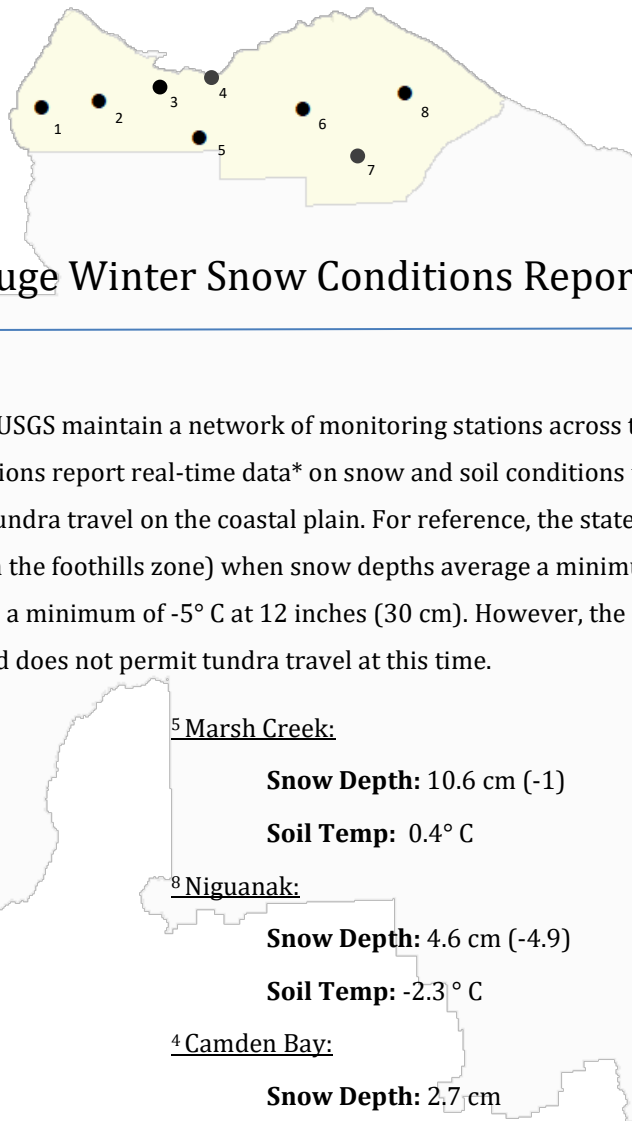 1
2
3
4
5
6
7
8
uge Winter Snow Conditions Repor
USGS maintain a network of monitoring stations across t
ions report real-time data* on snow and soil conditions
undra travel on the coastal plain. For reference, the state
the foothills zone) when snow depths average a minimu
a minimum of -5° C at 12 inches (30 cm). However, the
d does not permit tundra travel at this time.
5 Marsh Creek:
Snow Depth: 10.6 cm (-1)
Soil Temp: 0.4° C
8 Niguanak:
Snow Depth: 4.6 cm (-4.9)
Soil Temp: -2.3 ° C
4 Camden Bay:
Snow Depth: 2.7 cm